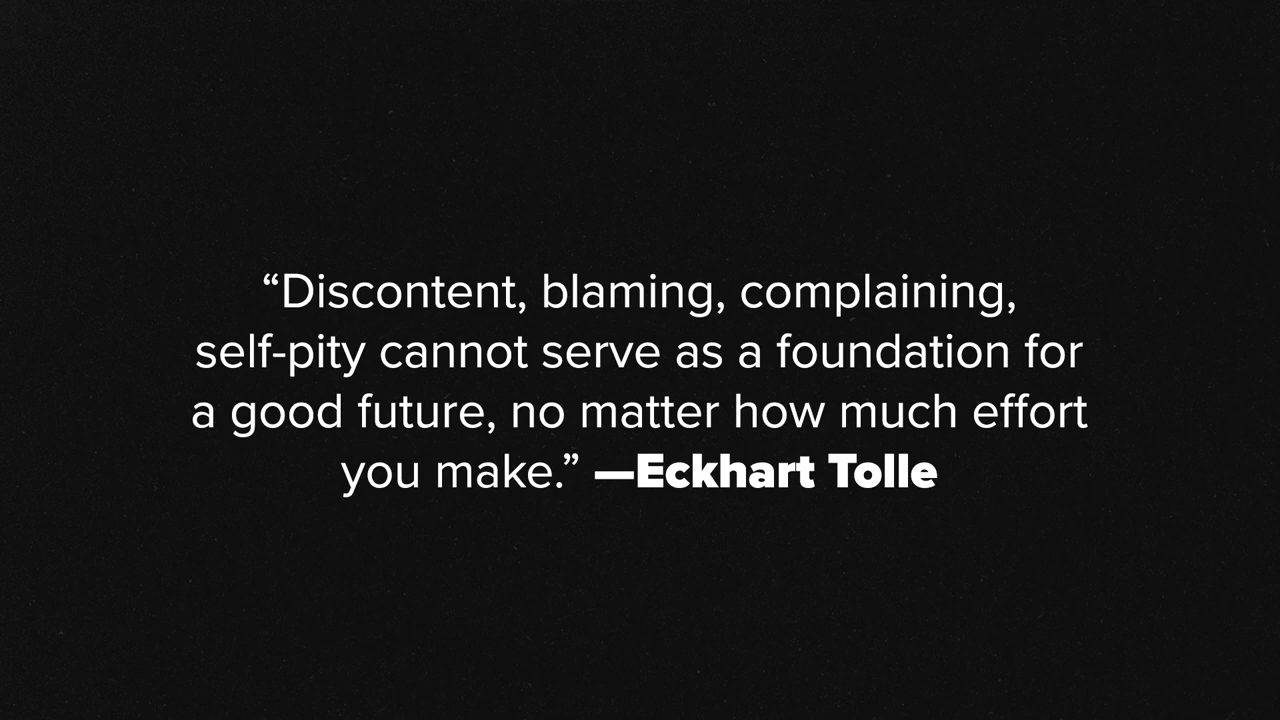 “Discontent, blaming, complaining,
self-pity cannot serve as a foundation for
a good future, no matter how much effort
you make.” —Eckhart Tolle